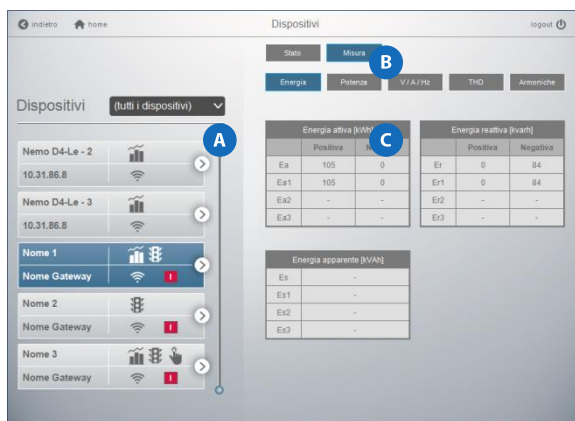 indietro home Dispositivi logout
Stato Misura
B
Energia Potenza V / A / Hz THD Armoniche
Dispositivi (tutti i dispositivi)
A
Energia attiva [kWh]
C
Positiva
Ea 105 0
Ea1 105 0
Ea2 - -
Ea3 - -
Energia reattiva [kvarh]
Positiva Negativa
Er 0 84
Er1 0 84
Er2 - -
Er3 - -
Energia apparente [kVAh]
Es -
Es1 -
Es2 -
Es3 -
Nemo D4-Le - 2
10.31.86.8
Nemo D4-Le - 3
10.31.86.8
Nome 1
Nome Gateway I
Nome 2
Nome Gateway I
Nome 3
Nome Gateway I